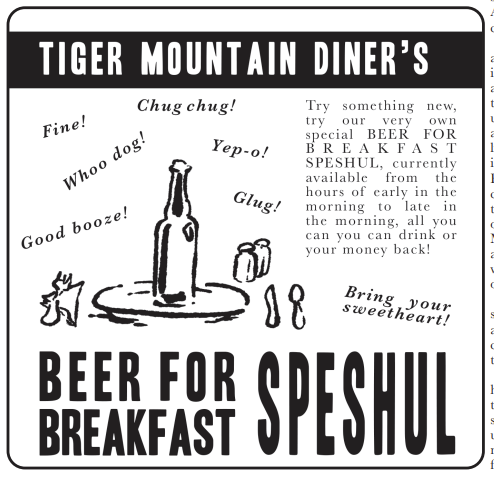 TIGER MOUNTAIN DINER'S
Chug chug!
Fine!
Whoo dog!
Yep-o!
Glug!
Good booze!
Try something new,
try our very own
special BEER FOR
BREAKFAST
SPESHUL, currently
available from the
hours of early in the
morning to late in
the morning, all you
can you can drink or
your money back!
Bring your
sweetheart!
BEER FOR
BREAKFAST
SPESHUL